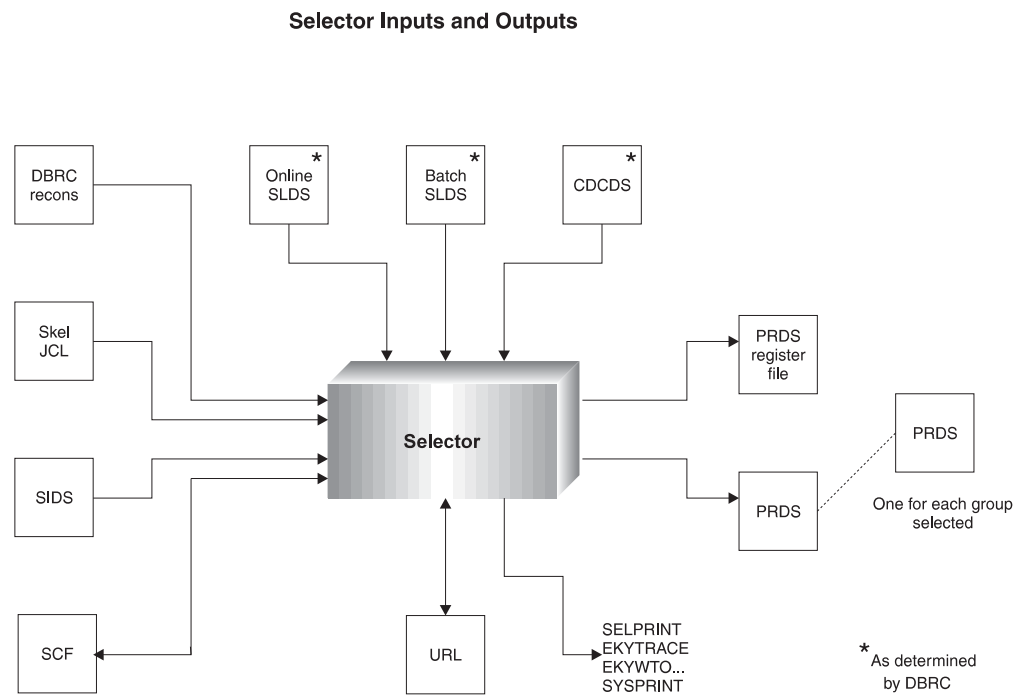 Selector Inputs and Outputs
DBRC
recons
*
Online
SLDS
*
Batch
SLDS
*
CDCDS
Skel
JCL
PRDS
register
file
Selector
PRDS
SIDS
PRDS
One for each group
selected
SCF
URL
SELPRINT
EKYTRACE
EKYWTO...
SYSPRINT
* As determined
by DBRC